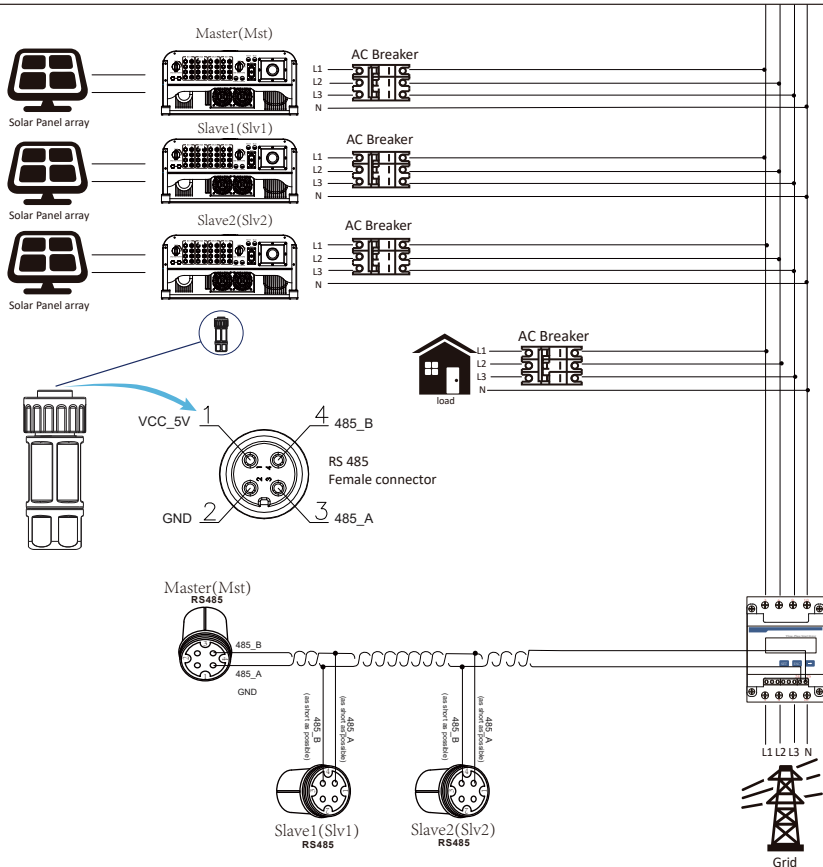 Master(Mst)
AC Breaker
L1
L2
L3
N
Solar Panel array
Slave1(Slv1)
AC Breaker
L1
L2
L3
N
Solar Panel array
Slave2(Slv2)
AC Breaker
L1
L2
L3
N
Solar Panel array
AC Breaker
L1
L2
L3
N
load
VCC_5V 1
4 485_B
1 4
2 3
RS 485
Female connector
GND 2
3 485_A
Master(Mst)
RS485
485_B
485_A
GND
485_B
(as short as possible)
485_A
(as short as possible)
485_B
(as short as possible)
485_A
(as short as possible)
Slave1(Slv1)
RS485
Slave2(Slv2)
RS485
L1 L2 L3 N
Grid